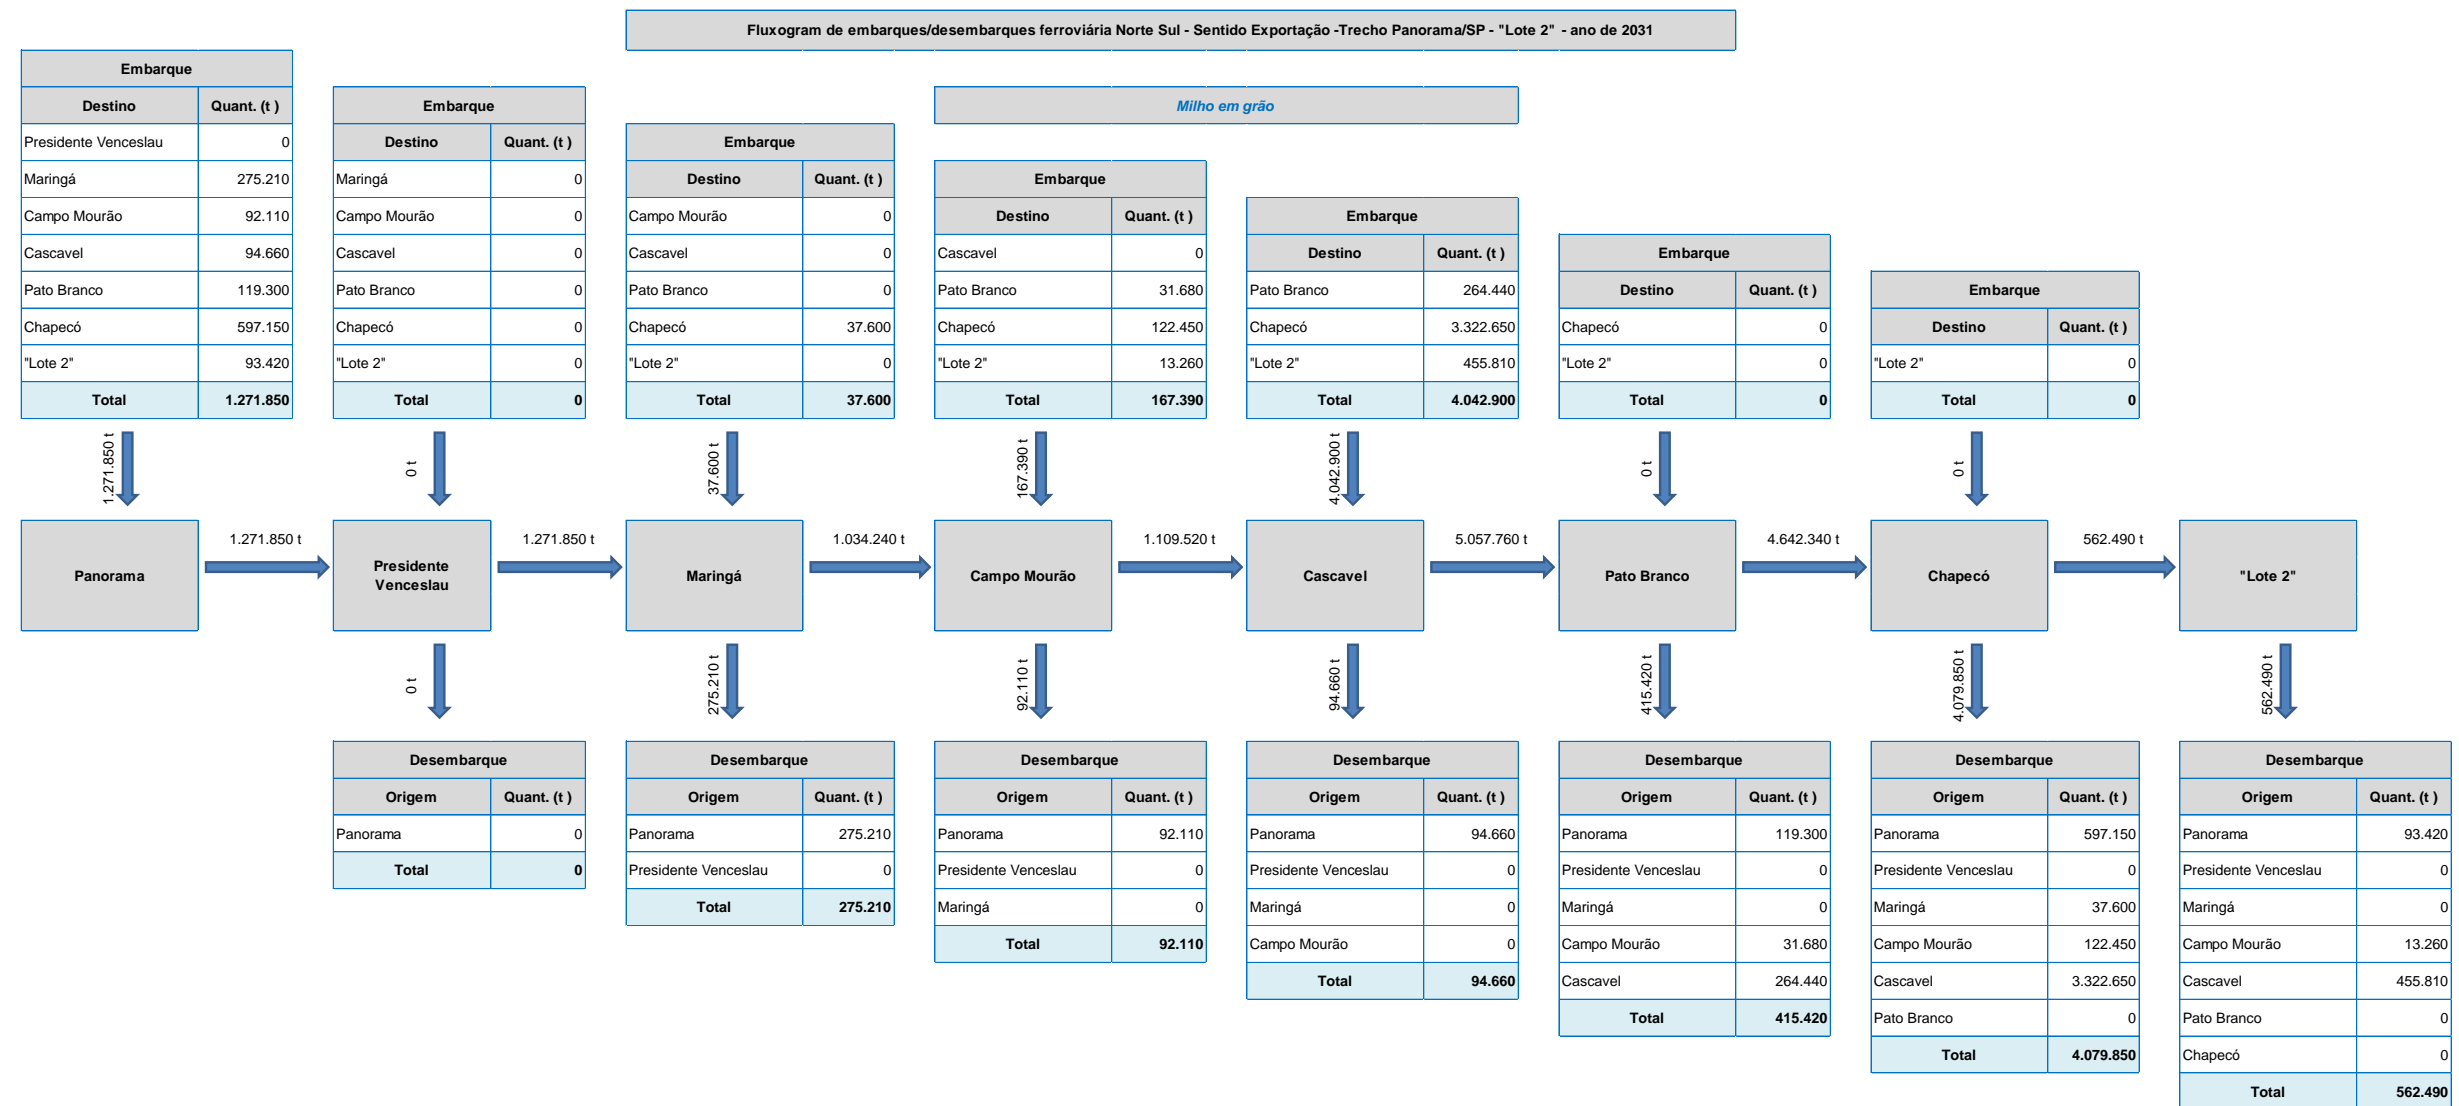 Fluxogram de embarques/desembarques ferroviária Norte Sul - Sentido Exportação -Trecho Panorama/SP - "Lote 2" - ano de 2031
Milho em grão
Embarque
Destino Quant. (t )
Presidente Venceslau 0
Maringá 275.210
Campo Mourão 92.110
Cascavel 94.660
Pato Branco 119.300
Chapecó 597.150
"Lote 2" 93.420
Total 1.271.850
Embarque
Destino Quant. (t )
Maringá 0
Campo Mourão 0
Cascavel 0
Pato Branco 0
Chapecó 0
"Lote 2" 0
Total 0
Embarque
Destino Quant. (t )
Campo Mourão 0
Cascavel 0
Pato Branco 0
Chapecó 37.600
"Lote 2" 0
Total 37.600
Embarque
Destino Quant. (t )
Cascavel 0
Pato Branco 31.680
Chapecó 122.450
"Lote 2" 13.260
Total 167.390
Embarque
Destino Quant. (t )
Pato Branco 264.440
Chapecó 3.322.650
"Lote 2" 455.810
Total 4.042.900
Embarque
Destino Quant. (t )
Chapecó 0
"Lote 2" 0
Total 0
Embarque
Destino Quant. (t )
"Lote 2" 0
Total 0
1.271.850 t
0 t
37.600 t
167.390 t
4.042.900 t
0 t
0 t
Panorama
1.271.850 t
Presidente
Venceslau
1.271.850 t
Maringá
1.034.240 t
Campo Mourão
1.109.520 t
Cascavel
5.057.760 t
Pato Branco
4.642.340 t
Chapecó
562.490 t
"Lote 2"
0 t
275.210 t
92.110 t
94.660 t
415.420 t
4.079.850 t
562.490 t
Desembarque
Origem Quant. (t )
Panorama 0
Total 0
Desembarque
Origem Quant. (t )
Panorama 275.210
Presidente Venceslau 0
Total 275.210
Desembarque
Origem Quant. (t )
Panorama 92.110
Presidente Venceslau 0
Maringá 0
Total 92.110
Desembarque
Origem Quant. (t )
Panorama 94.660
Presidente Venceslau 0
Maringá 0
Campo Mourão 0
Total 94.660
Desembarque
Origem Quant. (t )
Panorama 119.300
Presidente Venceslau 0
Maringá 0
Campo Mourão 31.680
Cascavel 264.440
Total 415.420
Desembarque
Origem Quant. (t )
Panorama 597.150
Presidente Venceslau 0
Maringá 37.600
Campo Mourão 122.450
Cascavel 3.322.650
Pato Branco 0
Total 4.079.850
Desembarque
Origem Quant. (t )
Panorama 93.420
Presidente Venceslau 0
Maringá 0
Campo Mourão 13.260
Cascavel 455.810
Pato Branco 0
Chapecó 0
Total 562.490